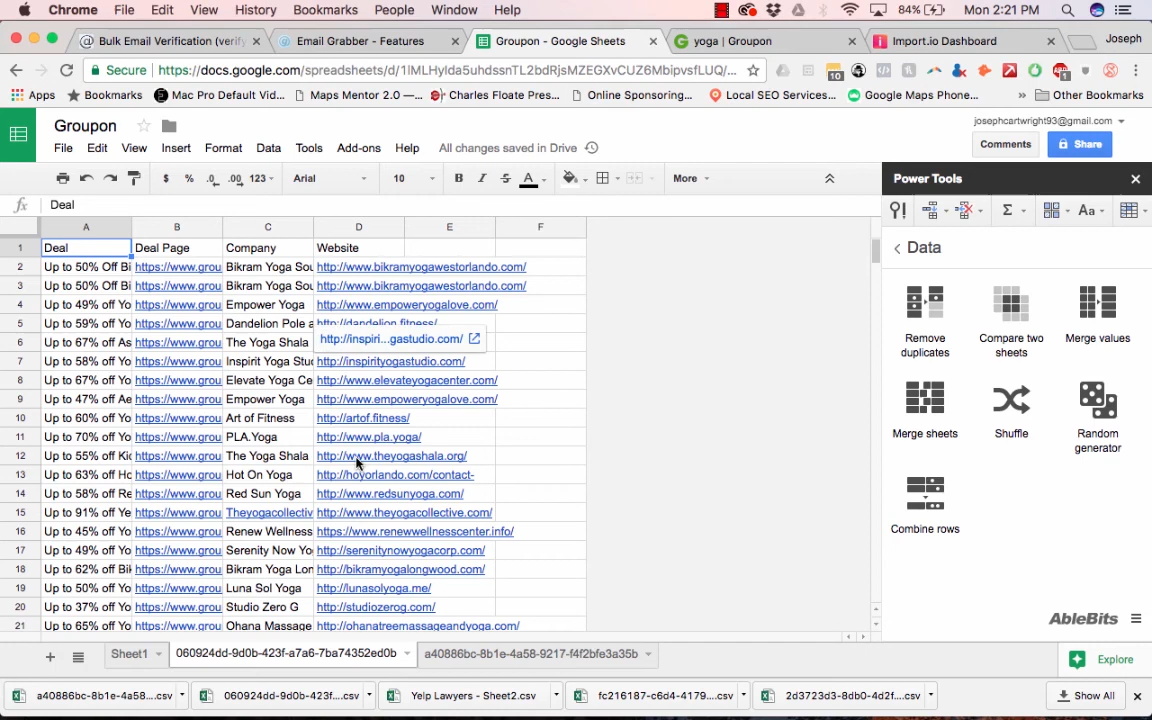 Chrome File Edit View History Bookmarks People Window Help 84% Mon 2:21 PM
Bulk Email Verification (verify Email Grabber - Features Groupon - Google Sheets yoga | Groupon Import.io Dashboard Joseph
Secure https://docs.google.com/spreadsheets/d/1lMLHyIda5uhdssnTL2bdRjsMZEGXvCUZ6MbipvsfLUQ/... 10 1
Apps Bookmarks Mac Pro Default Vid... Maps Mentor 2.0 —... Charles Floate Pres... Online Sponsoring... Local SEO Services... Google Maps Phone... » Other Bookmarks
Groupon josephcartwright93@gmail.com
File Edit View Insert Format Data Tools Add-ons Help All changes saved in Drive Comments Share
$ % .0 .00 123 Arial 10 B I S A More Power Tools
fx Deal Σ Aa
A B C D E F
1 Deal Deal Page Company Website Data
2 Up to 50% Off Bi https://www.grou Bikram Yoga Sou http://www.bikramyogawestorlando.com/
3 Up to 50% Off Bi https://www.grou Bikram Yoga Sou http://www.bikramyogawestorlando.com/
4 Up to 49% off Yo https://www.grou Empower Yoga http://www.empoweryogalove.com/
5 Up to 59% off Yo https://www.grou Dandelion Pole a http://dandelion.fitness/
6 Up to 67% off As https://www.grou The Yoga Shala http://inspiri...gastudio.com/
7 Up to 58% off Yo https://www.grou Inspirit Yoga Stud http://inspirityogastudio.com/
8 Up to 67% off Yo https://www.grou Elevate Yoga Ce http://www.elevateyogacenter.com/
9 Up to 47% off Ae https://www.grou Empower Yoga http://www.empoweryogalove.com/
10 Up to 60% off Yo https://www.grou Art of Fitness http://artof.fitness/
11 Up to 70% off Yo https://www.grou PLA.Yoga http://www.pla.yoga/
12 Up to 55% off Kic https://www.grou The Yoga Shala http://www.theyogashala.org/
13 Up to 63% off Ho https://www.grou Hot On Yoga http://hoyorlando.com/contact-
14 Up to 58% off Re https://www.grou Red Sun Yoga http://www.redsunyoga.com/
15 Up to 91% off Ye https://www.grou Theyogacollectiv http://www.theyogacollective.com/
16 Up to 45% off Yo https://www.grou Renew Wellness https://www.renewwellnesscenter.info/
17 Up to 49% off Yo https://www.grou Serenity Now Yo http://serenitynowyogacorp.com/
18 Up to 62% off Bik https://www.grou Bikram Yoga Lon http://bikramyogalongwood.com/
19 Up to 50% off Yo https://www.grou Luna Sol Yoga http://lunasolyoga.me/
20 Up to 37% off Yo https://www.grou Studio Zero G http://studiozerog.com/
21 Up to 65% off Yo https://www.grou Ohana Massage http://ohanatreemassageandyoga.com/
Remove duplicates
Compare two sheets
Merge values
Merge sheets
Shuffle
Random generator
Combine rows
AbleBits
Sheet1 060924dd-9d0b-423f-a7a6-7ba74352ed0b a40886bc-8b1e-4a58-9217-f4f2bfe3a35b Explore
a40886bc-8b1e-4a58....csv 060924dd-9d0b-423f....csv Yelp Lawyers - Sheet2.csv fc216187-c6d4-4179....csv 2d3723d3-8db0-4d2f....csv Show All